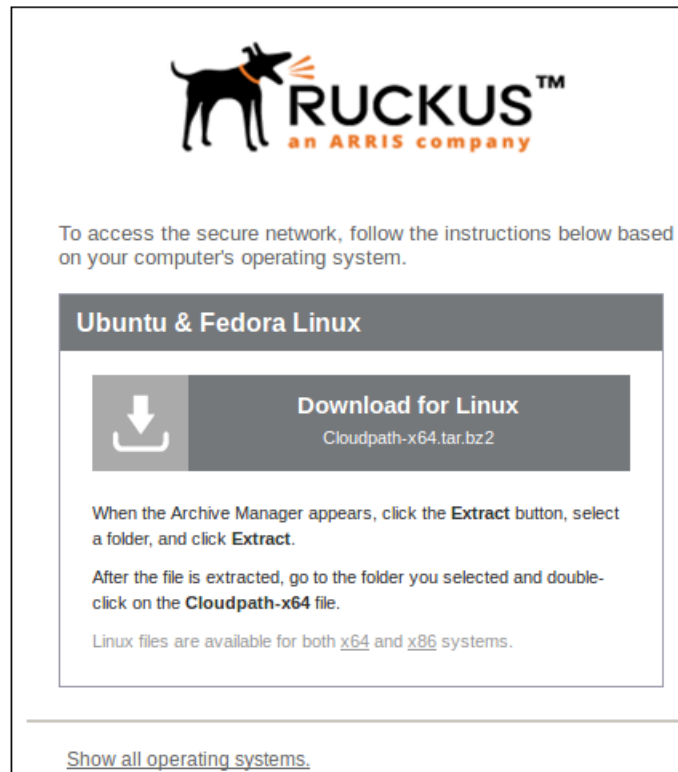 RUCKUS™
an ARRIS company
To access the secure network, follow the instructions below based
on your computer's operating system.
Ubuntu & Fedora Linux
Download for Linux
Cloudpath-x64.tar.bz2
When the Archive Manager appears, click the Extract button, select
a folder, and click Extract.
After the file is extracted, go to the folder you selected and double-
click on the Cloudpath-x64 file.
Linux files are available for both x64 and x86 systems.
Show all operating systems.